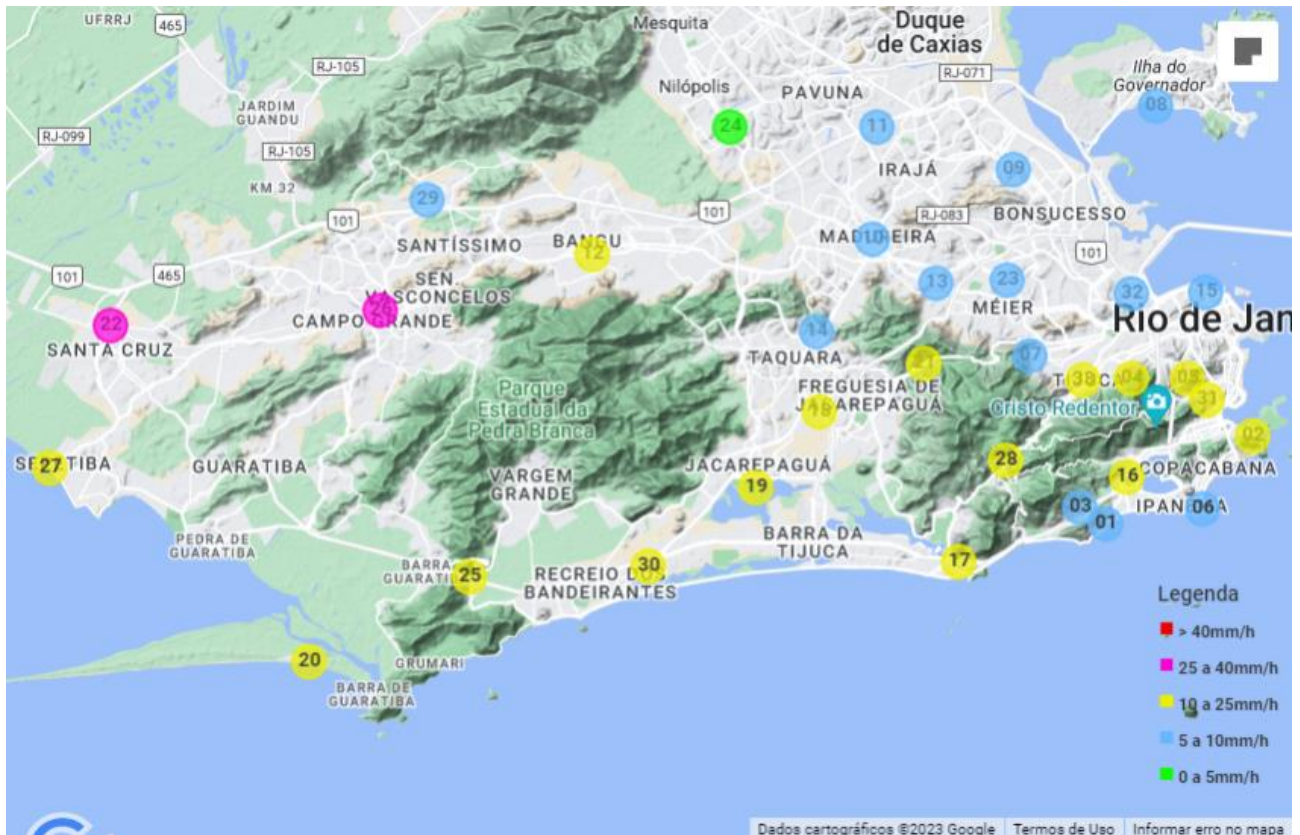 UFRRJ
465
Mesquita
Duque
de Caxias
RJ-105
RJ-071
Ilha do
Governador
Nilópolis
PAVUNA
08
JARDIM
GUANDU
24
11
RJ-099
RJ-105
IRAJÁ
09
KM 32
29
101
101
RJ-083
BONSUCESSO
SANTÍSSIMO
BANGU
12
MADUREIRA
10
101
101
465
SEN.
VASCONCELOS
13
23
32
15
22
CAMPO GRANDE
MÉIER
Rio de Jan
SANTA CRUZ
14
TAQUARA
07
21
38
04
05
Parque
Estadual da
Pedra Branca
FREGUESIA DE
JACAREPAGUÁ
18
Cristo Redentor
31
02
27
GUARATIBA
JACAREPAGUÁ
28
COPACABANA
VARGEM
GRANDE
19
16
03
01
IPANEMA
06
PEDRA DE
GUARATIBA
BARRA DA
TIJUCA
BARRA
25
30
RECREIO DOS
BANDEIRANTES
17
20
GRUMARI
BARRA DE
GUARATIBA
Legenda
> 40mm/h
25 a 40mm/h
10 a 25mm/h
5 a 10mm/h
0 a 5mm/h
Dados cartográficos ©2023 Google
Termos de Uso
Informar erro no mapa